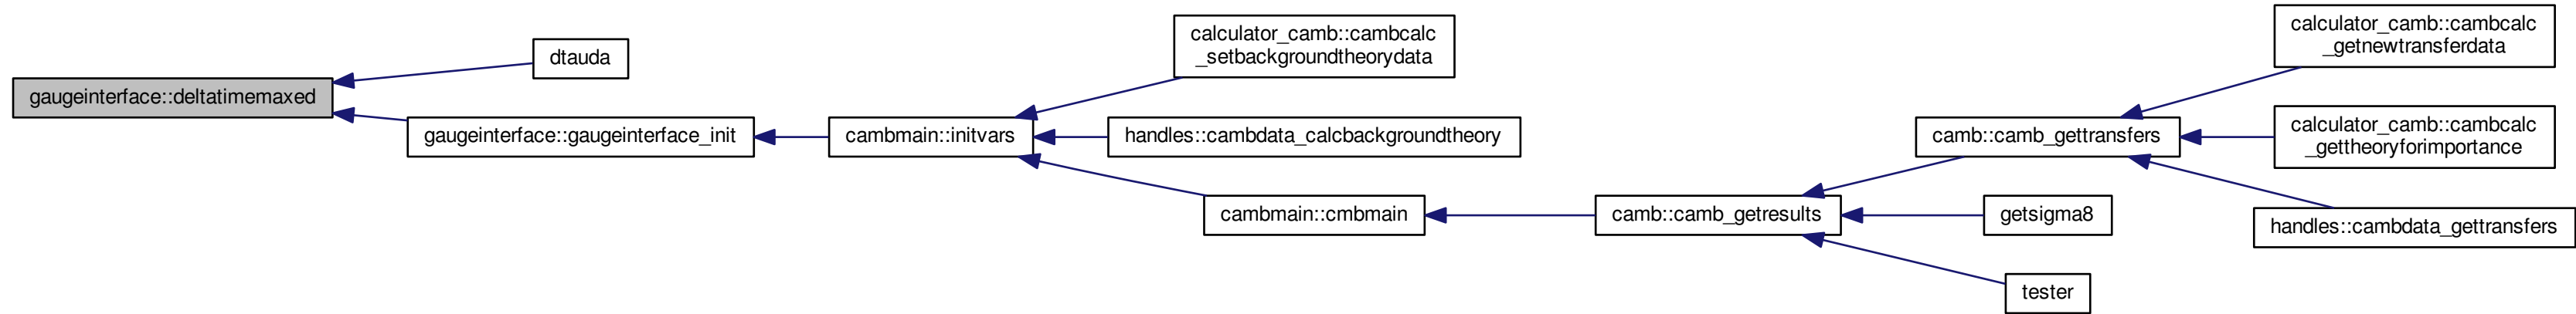 gaugeinterface::deltatimemaxed
dtauda
gaugeinterface::gaugeinterface_init
cambmain::initvars
calculator_camb::cambcalc
_setbackgroundtheorydata
handles::cambdata_calcbackgroundtheory
cambmain::cmbmain
camb::camb_getresults
camb::camb_gettransfers
getsigma8
tester
calculator_camb::cambcalc
_getnewtransferdata
calculator_camb::cambcalc
_gettheoryforimportance
handles::cambdata_gettransfers